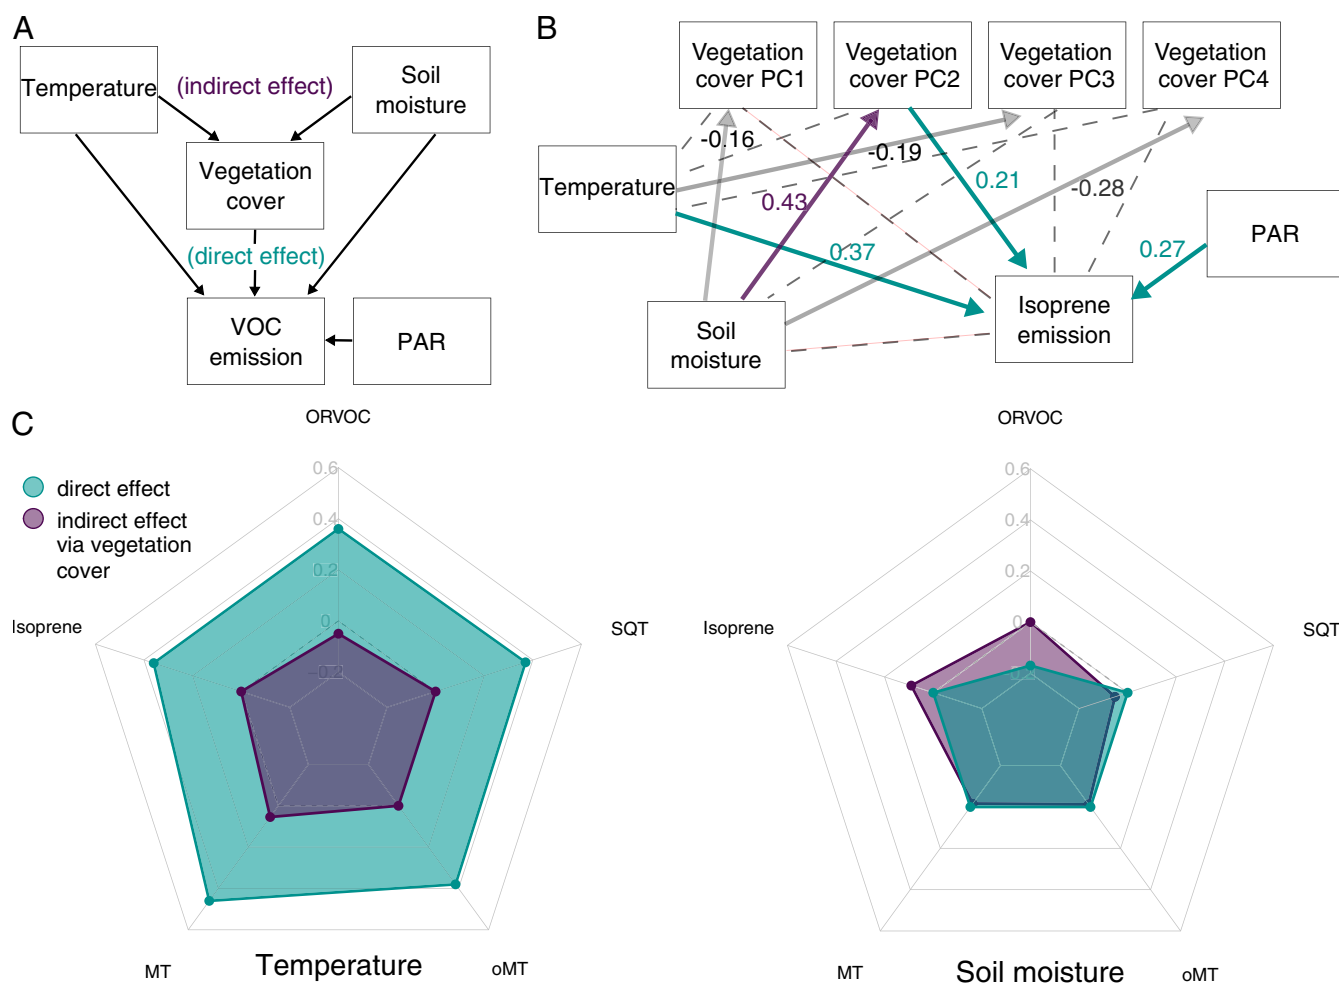 A
Temperature
(indirect effect)
Soil
moisture
Vegetation
cover
(direct effect)
VOC
emission
PAR
B
Vegetation
cover PC1
Vegetation
cover PC2
Vegetation
cover PC3
Vegetation
cover PC4
-0.16
-0.19
Temperature
0.43
0.21
-0.28
0.37
0.27
PAR
Soil
moisture
Isoprene
emission
C
direct effect
indirect effect
via vegetation
cover
ORVOC
0.6
0.4
0.2
0
-0.2
Isoprene
SQT
MT
oMT
Temperature
ORVOC
0.6
0.4
0.2
0
Isoprene
SQT
MT
oMT
Soil moisture